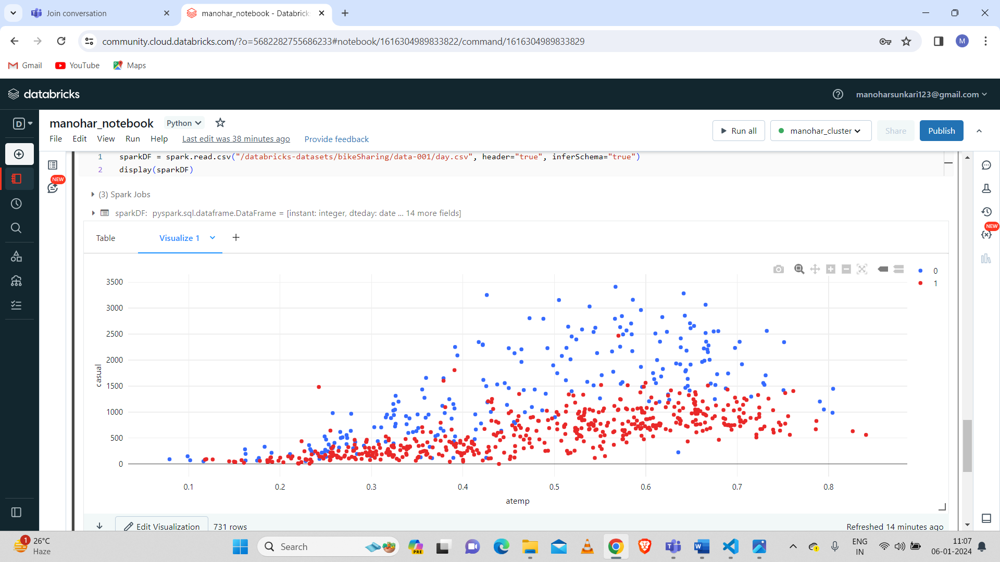 Join conversation
manohar_notebook - Databricks
community.cloud.databricks.com/?o=5682282755686233#notebook/1616304989833822/command/1616304989833829
M
Gmail YouTube Maps
databricks
manoharsunkari123@gmail.com
D
manohar_notebook Python
Run all manohar_cluster Share Publish
File Edit View Run Help Last edit was 38 minutes ago Provide feedback
NEW
NEW
1 sparkDF = spark.read.csv("/databricks-datasets/bikeSharing/data-001/day.csv", header="true", inferSchema="true")
2 display(sparkDF)
(3) Spark Jobs
sparkDF: pyspark.sql.dataframe.DataFrame = [instant: integer, dteday: date ... 14 more fields]
Table Visualize 1 +
0
1
3500
3000
2500
2000
1500
1000
500
0
casual
0.1 0.2 0.3 0.4 0.5 0.6 0.7 0.8
atemp
Edit Visualization 731 rows
Refreshed 14 minutes ago
1
26°C
Haze
Search
PRE
ENG
IN
11:07
06-01-2024